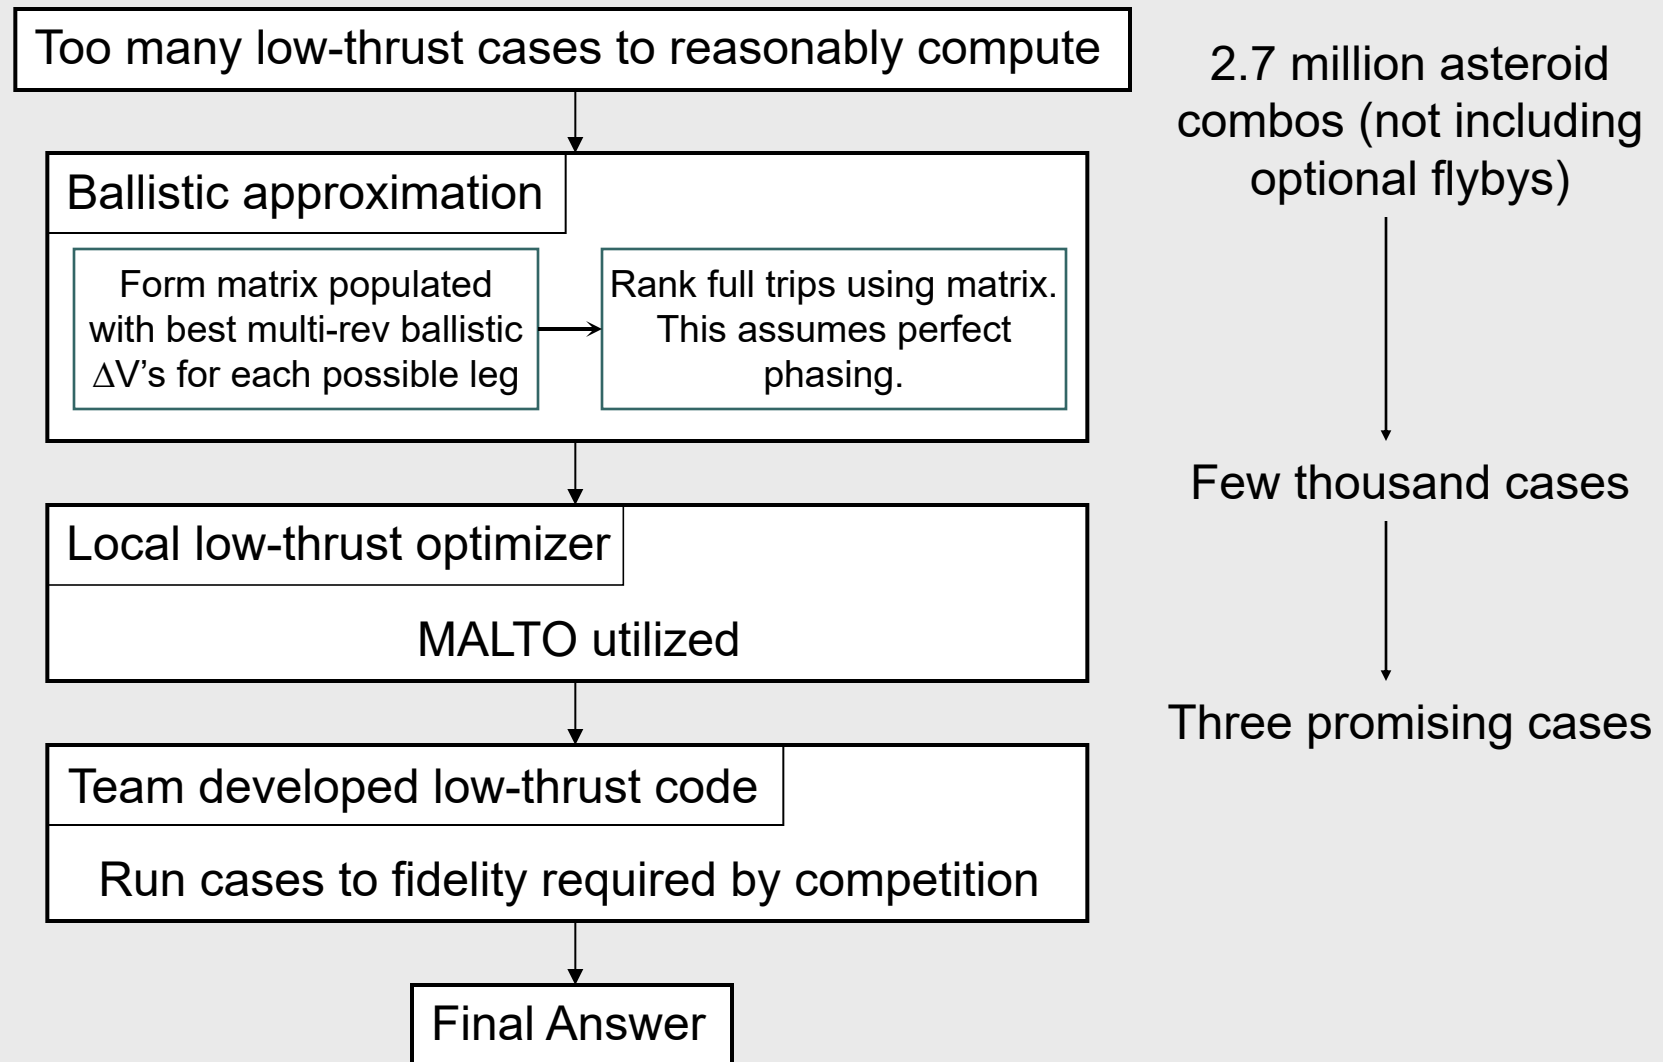 Too many low-thrust cases to reasonably compute
Ballistic approximation
Form matrix populated
with best multi-rev ballistic
ΔV’s for each possible leg
Rank full trips using matrix.
This assumes perfect
phasing.
Local low-thrust optimizer
MALTO utilized
Team developed low-thrust code
Run cases to fidelity required by competition
Final Answer
2.7 million asteroid
combos (not including
optional flybys)
Few thousand cases
Three promising cases